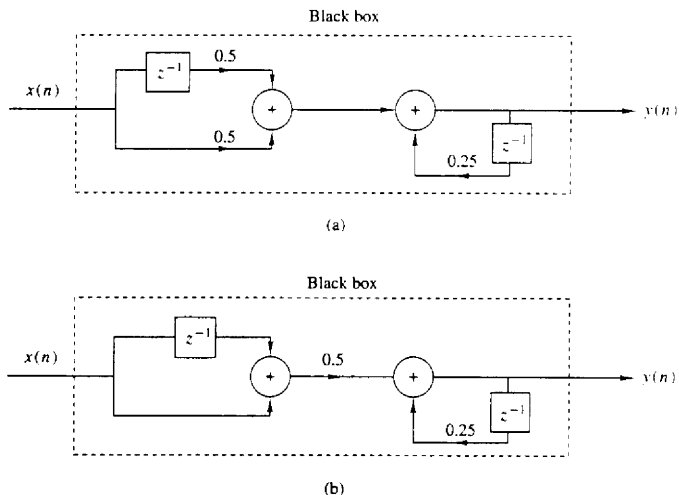 Black box
0.5
z⁻¹
x(n)
+
+
y(n)
0.5
z⁻¹
0.25
(a)
Black box
z⁻¹
x(n)
0.5
+
+
y(n)
z⁻¹
0.25
(b)